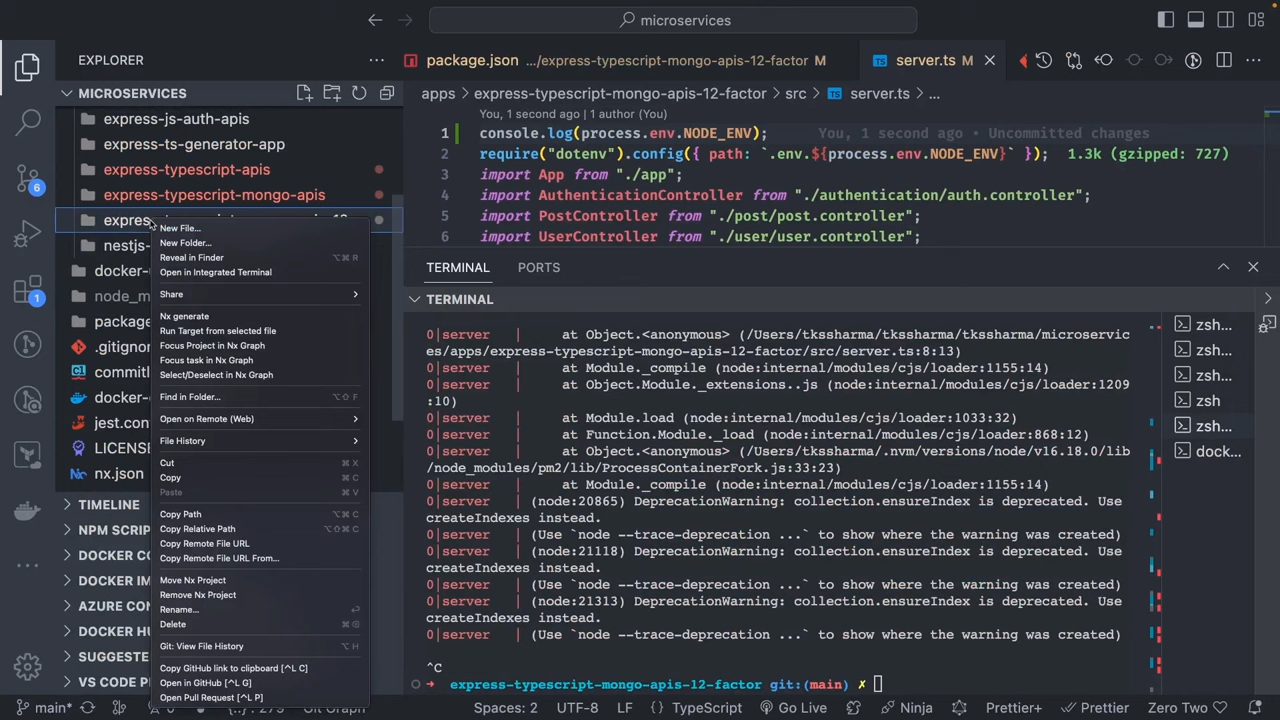 microservices
EXPLORER
MICROSERVICES
express-js-auth-apis
express-ts-generator-app
express-typescript-apis
express-typescript-mongo-apis
nestjs-
docker-
node_m
package
.gitignor
commitl
docker-
jest.con
LICENSE
nx.json
TIMELINE
NPM SCRIP
DOCKER CO
DOCKER IM
AZURE CON
DOCKER HU
SUGGESTE
VS CODE P
6
1
New File...
New Folder...
Reveal in Finder ⌥⌘ R
Open in Integrated Terminal
Share
Nx generate
Run Target from selected file
Focus Project in Nx Graph
Focus task in Nx Graph
Select/Deselect in Nx Graph
Find in Folder... ⌥⇧ F
Open on Remote (Web)
File History
Cut ⌘ X
Copy ⌘ C
Paste ⌘ V
Copy Path ⌥⌘ C
Copy Relative Path ⌥⇧⌘ C
Copy Remote File URL
Copy Remote File URL From...
Move Nx Project
Remove Nx Project
Rename...
Delete
Git: View File History ⌥ H
Copy GitHub link to clipboard [^L C]
Open in GitHub [^L G]
Open Pull Request [^L P]
package.json .../express-typescript-mongo-apis-12-factor M
TS server.ts M
apps > express-typescript-mongo-apis-12-factor > src > TS server.ts > ...
You, 1 second ago | 1 author (You)
1 console.log(process.env.NODE_ENV); You, 1 second ago • Uncommitted changes
2 require("dotenv").config({ path: `.env.${process.env.NODE_ENV}` }); 1.3k (gzipped: 727)
3 import App from "./app";
4 import AuthenticationController from "./authentication/auth.controller";
5 import PostController from "./post/post.controller";
6 import UserController from "./user/user.controller";
TERMINAL PORTS
TERMINAL
0|server | at Object.<anonymous> (/Users/tkssharma/tkssharma/tkssharma/microservic
es/apps/express-typescript-mongo-apis-12-factor/src/server.ts:8:13)
0|server | at Module._compile (node:internal/modules/cjs/loader:1155:14)
0|server | at Object.Module._extensions..js (node:internal/modules/cjs/loader:1209
:10)
0|server | at Module.load (node:internal/modules/cjs/loader:1033:32)
0|server | at Function.Module._load (node:internal/modules/cjs/loader:868:12)
0|server | at Object.<anonymous> (/Users/tkssharma/.nvm/versions/node/v16.18.0/lib
/node_modules/pm2/lib/ProcessContainerFork.js:33:23)
0|server | at Module._compile (node:internal/modules/cjs/loader:1155:14)
0|server | (node:20865) DeprecationWarning: collection.ensureIndex is deprecated. Use
createIndexes instead.
0|server | (Use `node --trace-deprecation ...` to show where the warning was created)
0|server | (node:21118) DeprecationWarning: collection.ensureIndex is deprecated. Use
createIndexes instead.
0|server | (Use `node --trace-deprecation ...` to show where the warning was created)
0|server | (node:21313) DeprecationWarning: collection.ensureIndex is deprecated. Use
createIndexes instead.
0|server | (Use `node --trace-deprecation ...` to show where the warning was created)
^C
→ express-typescript-mongo-apis-12-factor git:(main) ✗
zsh...
zsh...
zsh...
zsh
zsh...
dock...
main* Git Graph Spaces: 2 UTF-8 LF {} TypeScript Go Live Ninja Prettier+ Prettier Zero Two